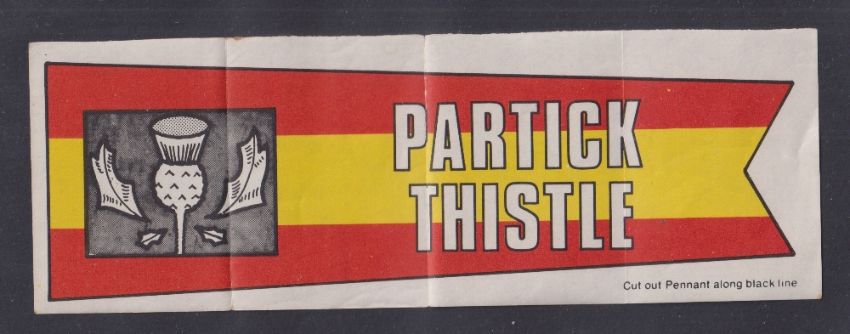 PARTICK
THISTLE
Cut out Pennant along black line